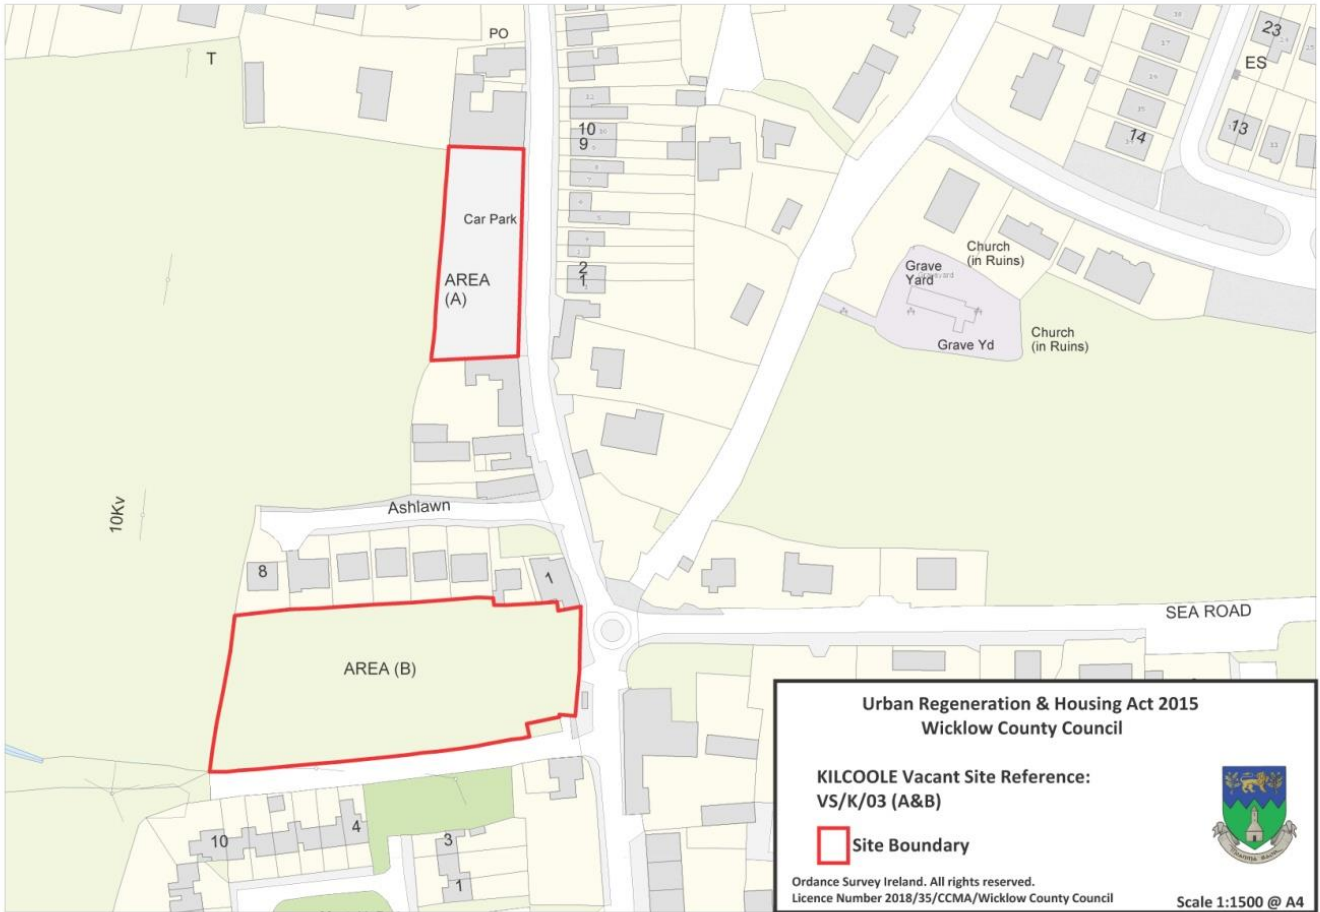 PO
T
23
ES
10
9
14
13
Car Park
2
1
AREA
(A)
Church
(in Ruins)
Grave
Yard
Grave Yd
Church
(in Ruins)
10Kv
Ashlawn
8
1
SEA ROAD
AREA (B)
10
4
3
1
Urban Regeneration & Housing Act 2015
Wicklow County Council
KILCOOLE Vacant Site Reference:
VS/K/03 (A&B)
Site Boundary
Ordance Survey Ireland. All rights reserved.
Licence Number 2018/35/CCMA/Wicklow County Council
Scale 1:1500 @ A4